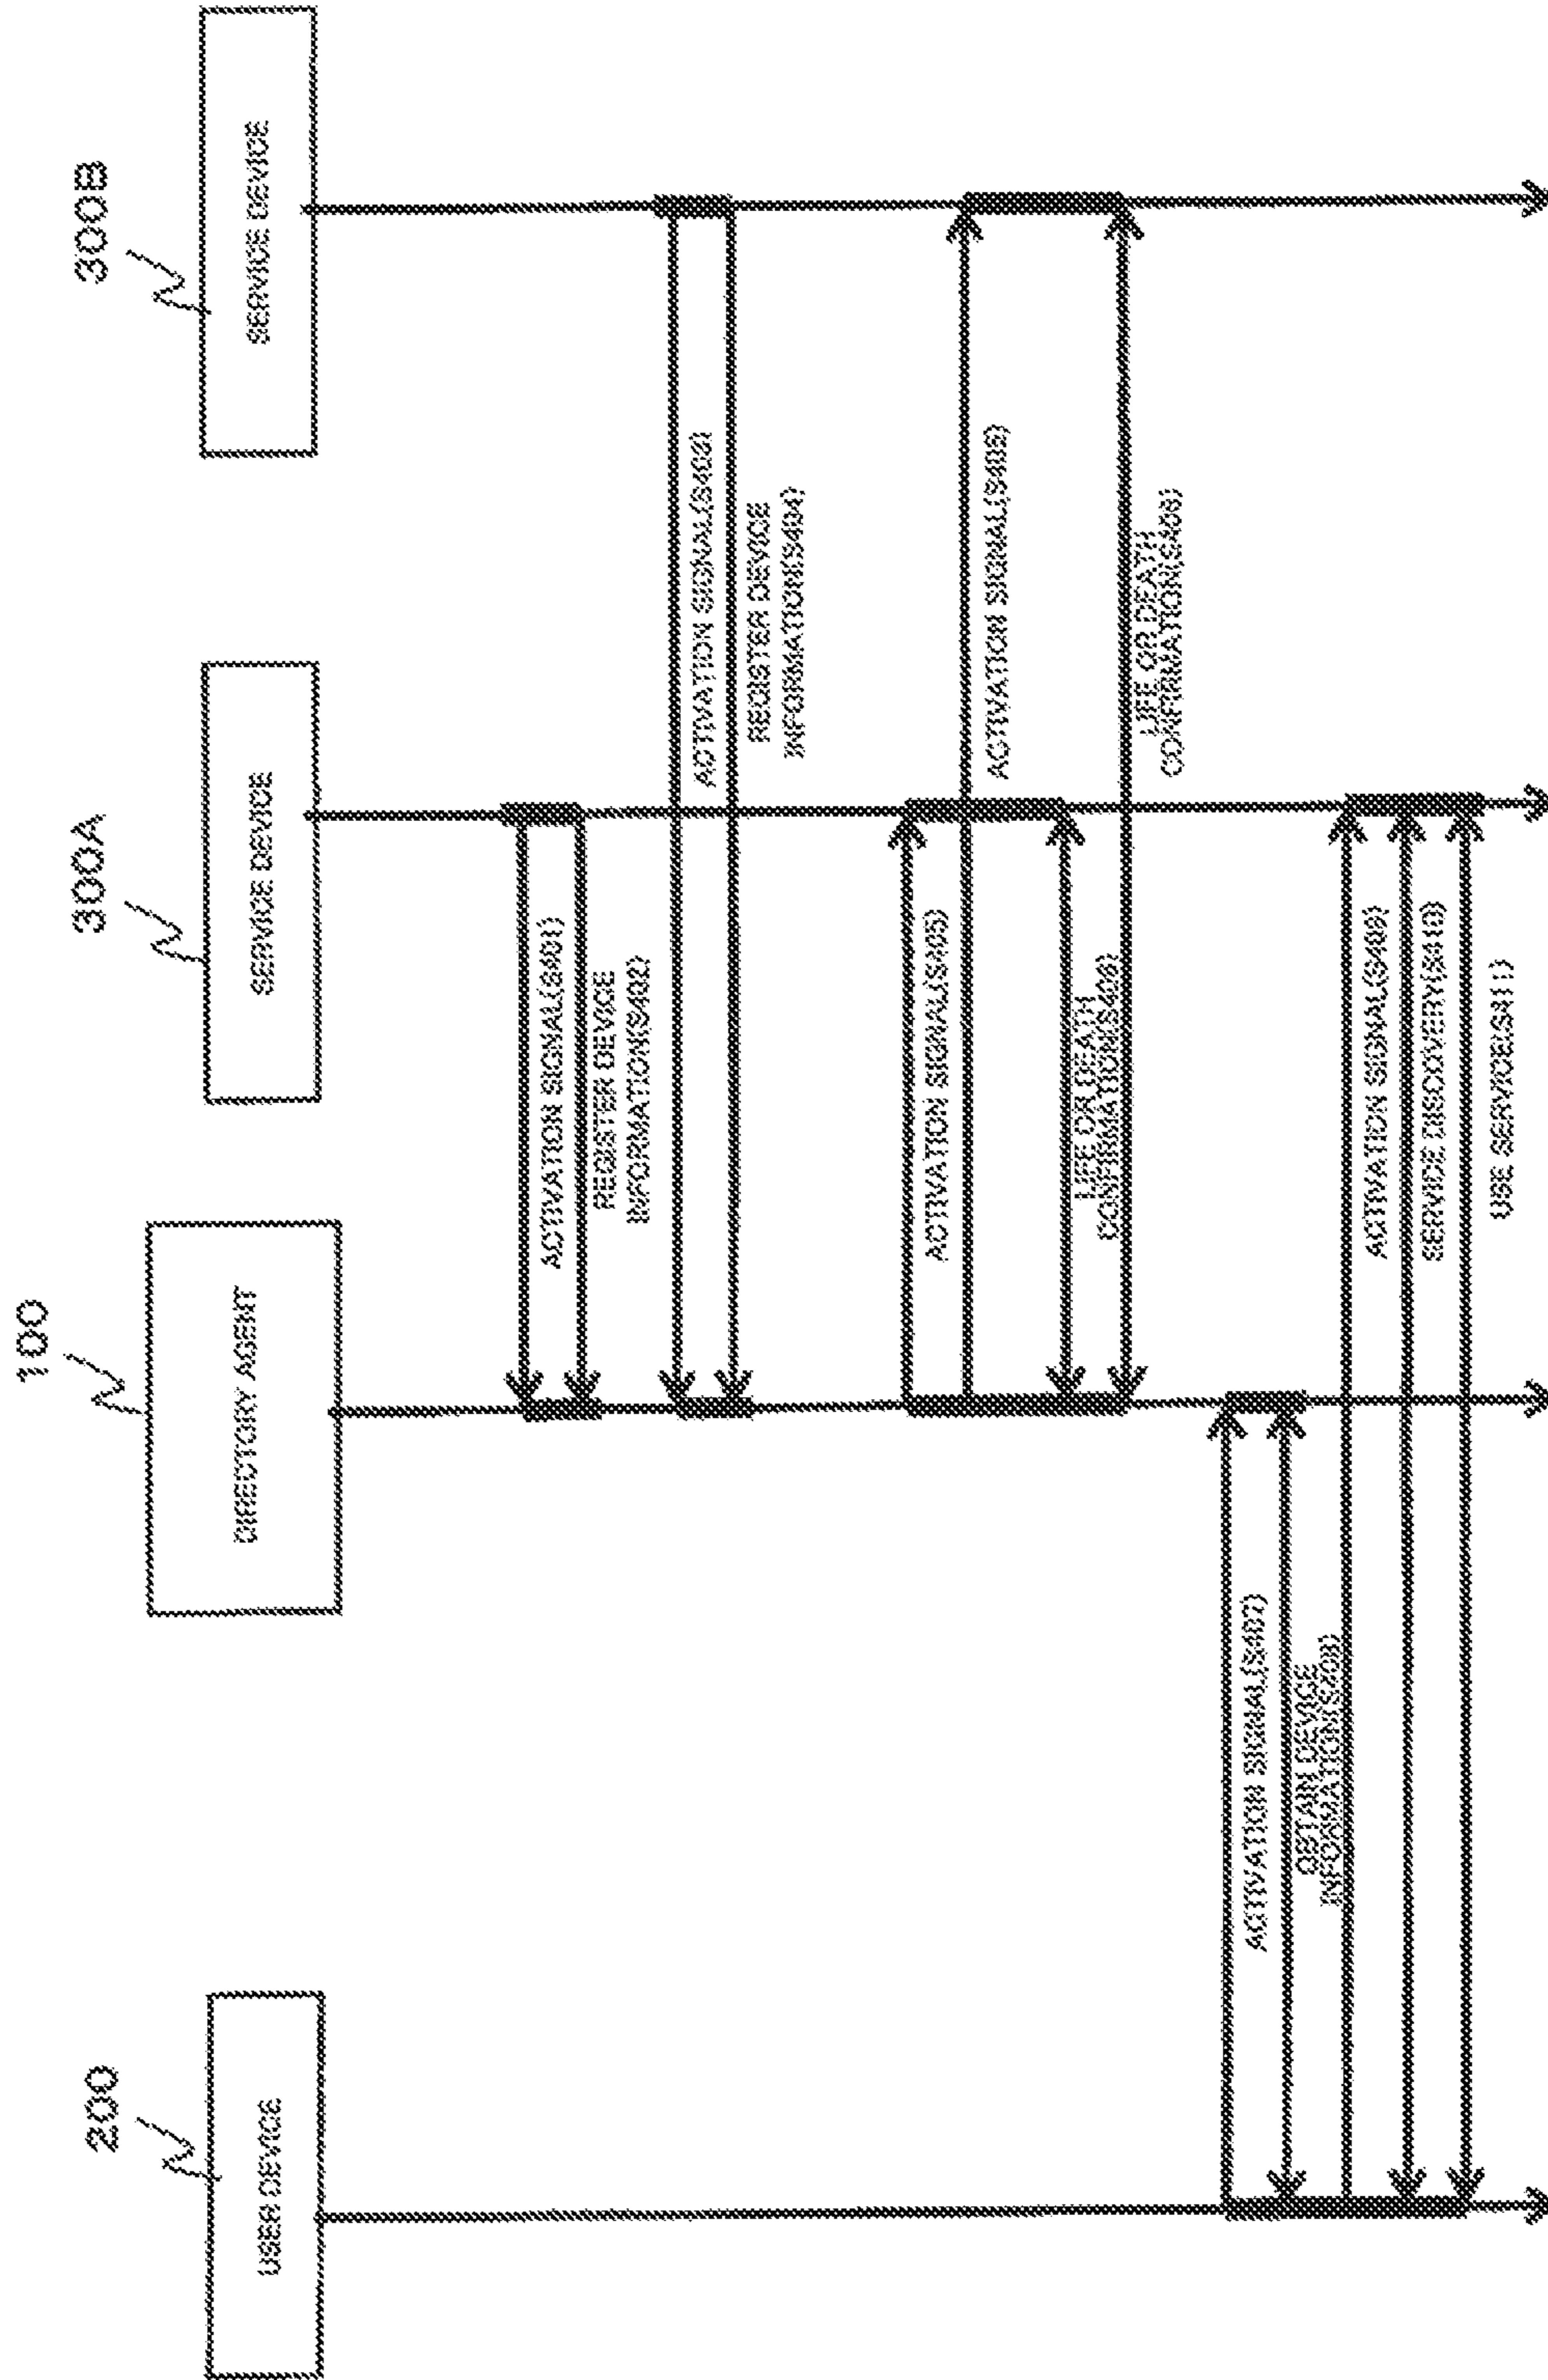 200
USER DEVICE
100
DIRECTORY AGENT
300A
SERVICE DEVICE
300B
SERVICE DEVICE
ACTIVATION SIGNAL(S401)
REGISTER DEVICE
INFORMATION(S402)
ACTIVATION SIGNAL(S403)
REGISTER DEVICE
INFORMATION(S404)
ACTIVATION SIGNAL(S405)
ACTIVATION SIGNAL(S405)
LIFE OR DEATH
CONFIRMATION(S406)
LIFE OR DEATH
CONFIRMATION(S406)
ACTIVATION SIGNAL(S407)
OBTAIN DEVICE
INFORMATION(S408)
ACTIVATION SIGNAL(S409)
SERVICE DISCOVERY(S410)
USE SERVICE(S411)